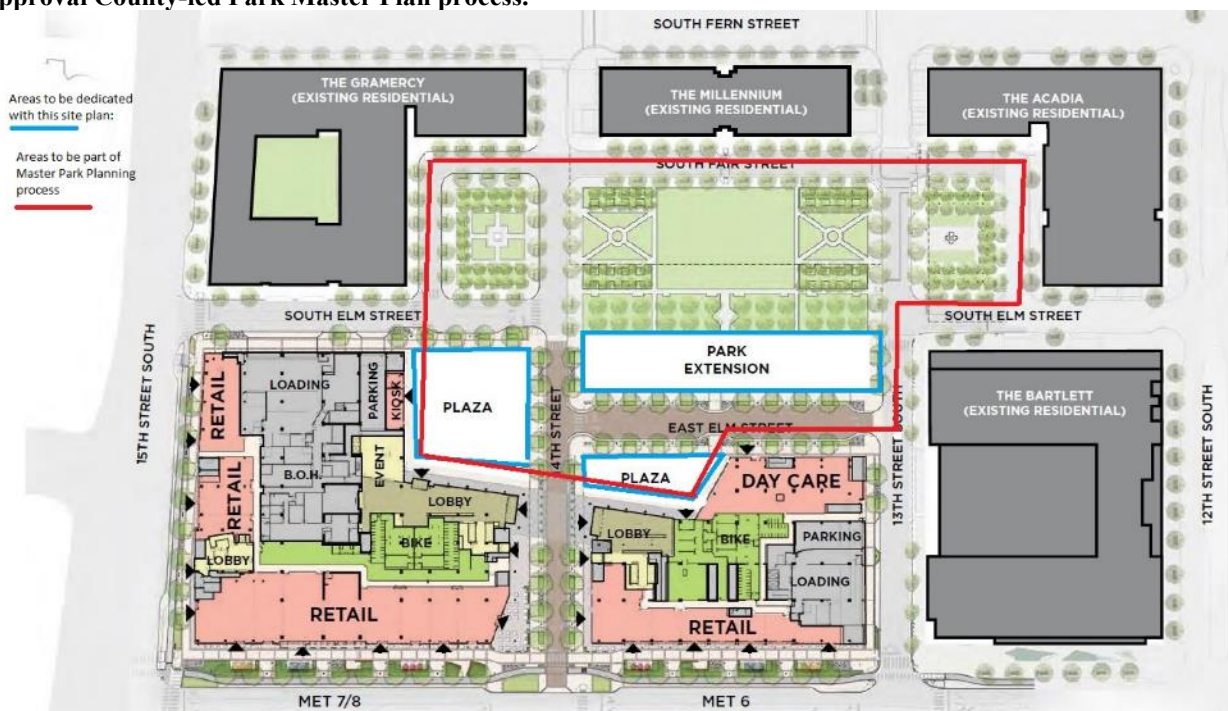 approval County-led Park Master Plan process.
SOUTH FERN STREET
Areas to be dedicated
with this site plan:
Areas to be part of
Master Park Planning
process
THE GRAMERCY
(EXISTING RESIDENTIAL)
THE MILLENNIUM
(EXISTING RESIDENTIAL)
THE ACADIA
(EXISTING RESIDENTIAL)
SOUTH FAIR STREET
SOUTH ELM STREET
SOUTH ELM STREET
15TH STREET SOUTH
RETAIL
LOADING
PARKING
KIOSK
PLAZA
14TH STREET
PARK
EXTENSION
EAST ELM STREET
13TH STREET SOUTH
THE BARTLETT
(EXISTING RESIDENTIAL)
12TH STREET SOUTH
RETAIL
B.O.H.
EVENT
LOBBY
BIKE
LOBBY
RETAIL
PLAZA
DAY CARE
LOBBY
BIKE
PARKING
LOADING
RETAIL
MET 7/8
MET 6